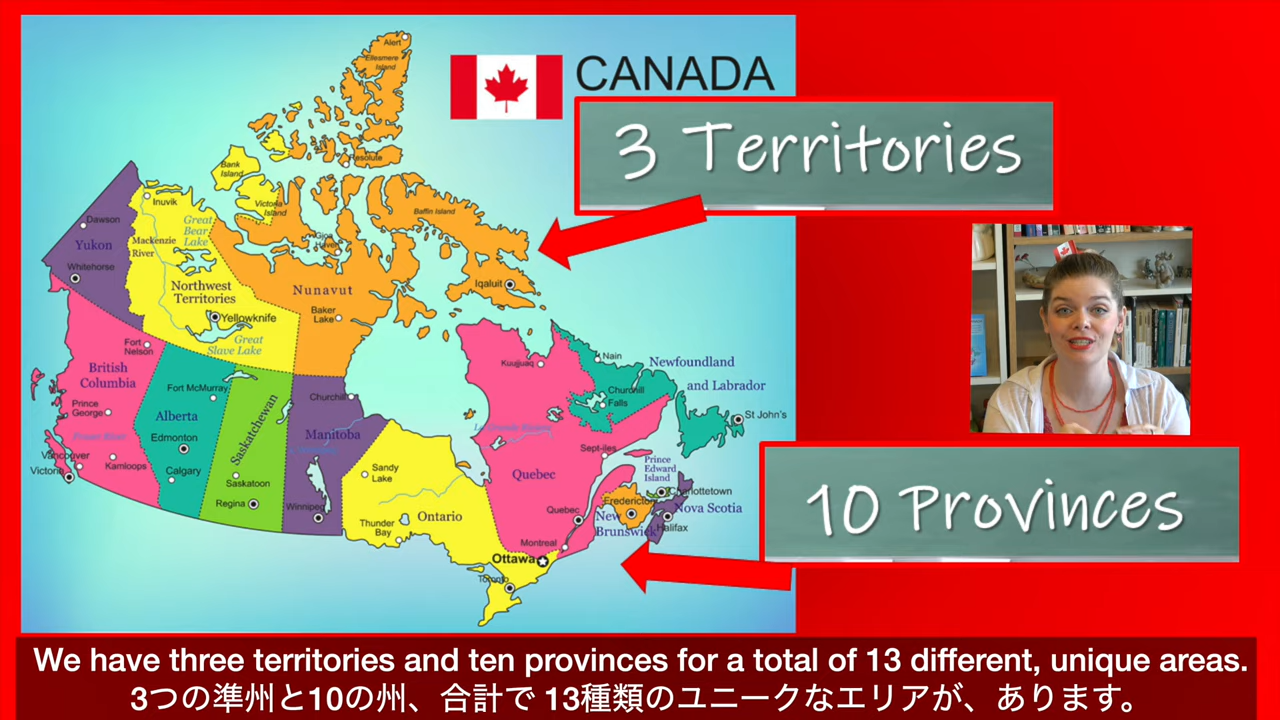 CANADA
3 Territories
10 Provinces
Alert
Ellesmere
Island
Resolute
Bank
Island
Victoria
Island
Baffin Island
Inuvik
Dawson
Yukon
Whitehorse
Great
Bear
Lake
Mackenzie
River
Northwest
Territories
Yellowknife
Great
Slave Lake
Nunavut
Baker
Lake
Iqaluit
Fort
Nelson
British
Columbia
Prince
George
Fraser River
Vancouver
Victoria
Kamloops
Fort McMurray
Alberta
Edmonton
Calgary
Saskatchewan
Saskatoon
Regina
Churchill
Manitoba
Winnipeg
Sandy
Lake
Ontario
Thunder
Bay
Ottawa
Toronto
Kuujjuaq
Quebec
Sept-iles
Quebec
Montreal
Nain
Churchill
Falls
Newfoundland
and Labrador
St John's
Prince
Edward
Island
Charlottetown
Fredericton
New
Brunswick
Nova Scotia
Halifax
We have three territories and ten provinces for a total of 13 different, unique areas.
3つの準州と10の州、合計で 13種類のユニークなエリアが、あります。